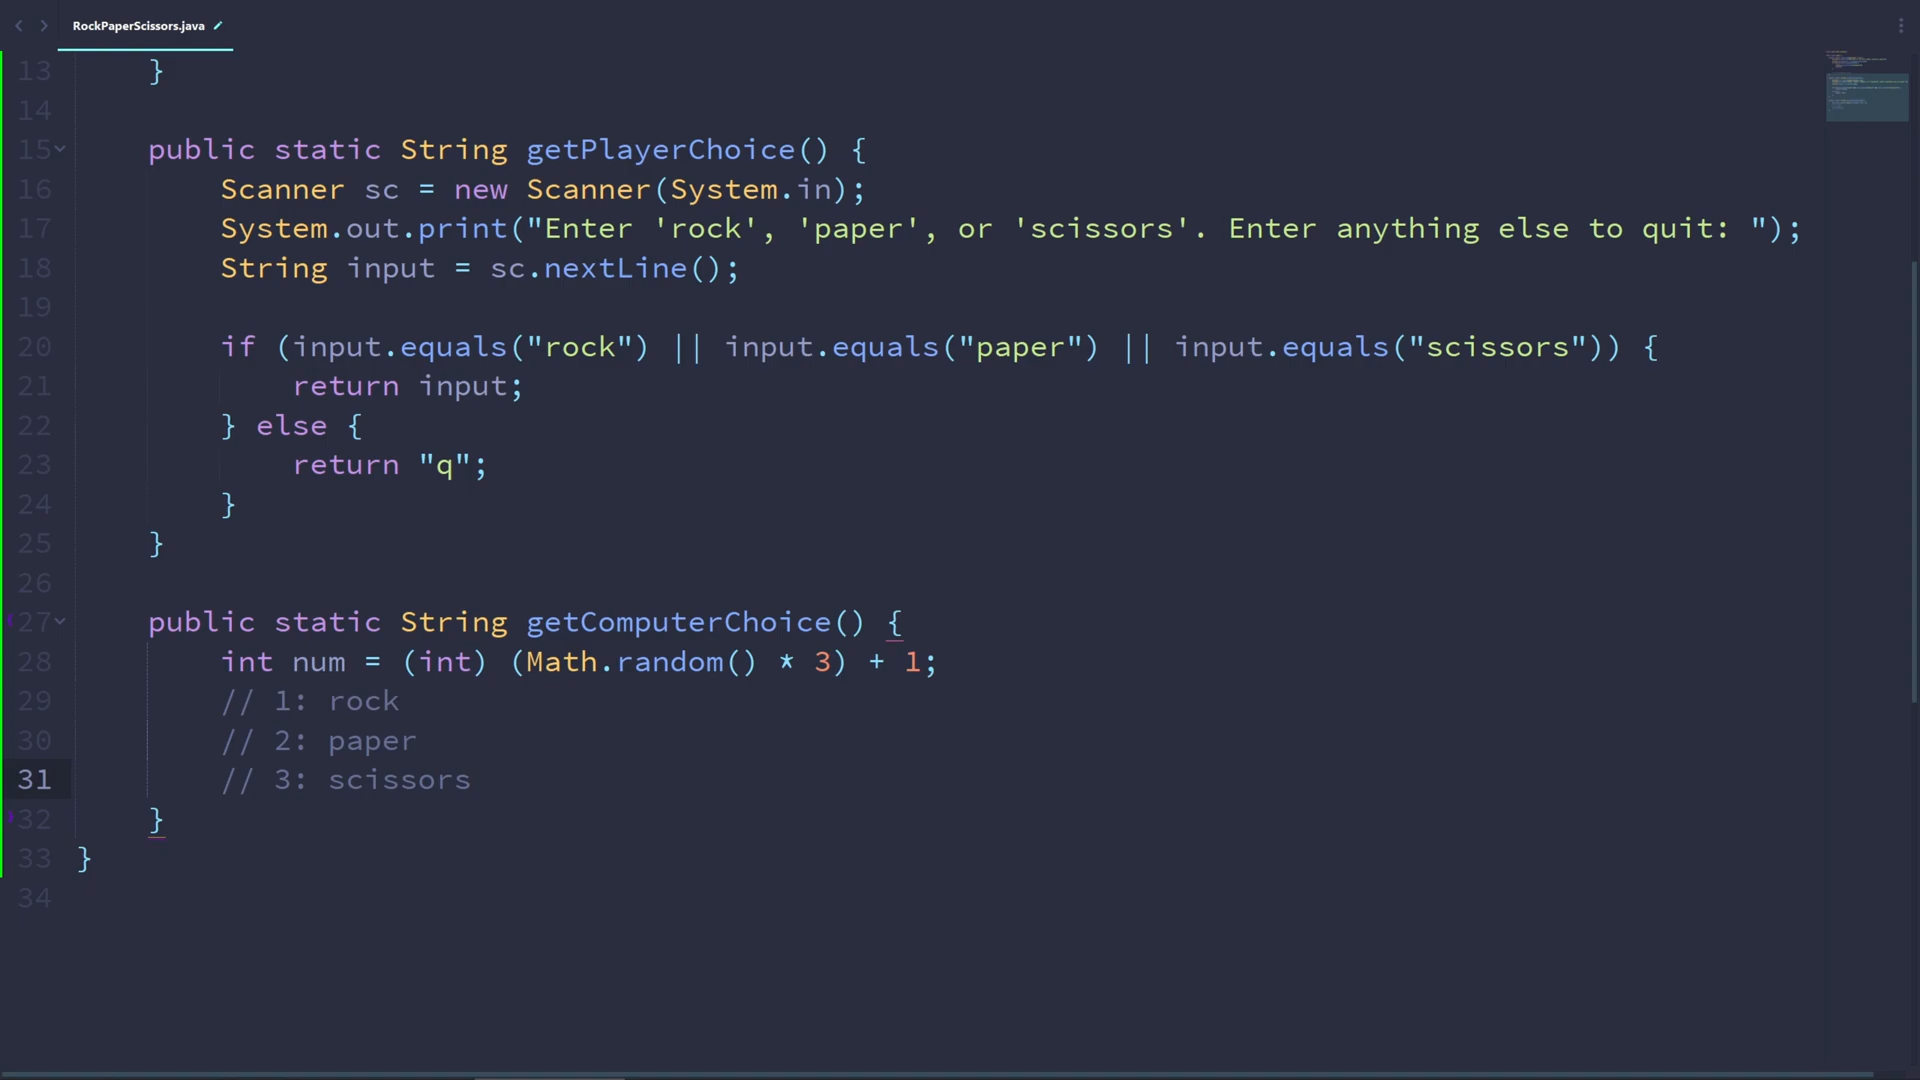 RockPaperScissors.java
13 }
14
15 public static String getPlayerChoice() {
16 Scanner sc = new Scanner(System.in);
17 System.out.print("Enter 'rock', 'paper', or 'scissors'. Enter anything else to quit: ");
18 String input = sc.nextLine();
19
20 if (input.equals("rock") || input.equals("paper") || input.equals("scissors")) {
21 return input;
22 } else {
23 return "q";
24 }
25 }
26
27 public static String getComputerChoice() {
28 int num = (int) (Math.random() * 3) + 1;
29 // 1: rock
30 // 2: paper
31 // 3: scissors
32 }
33 }
34